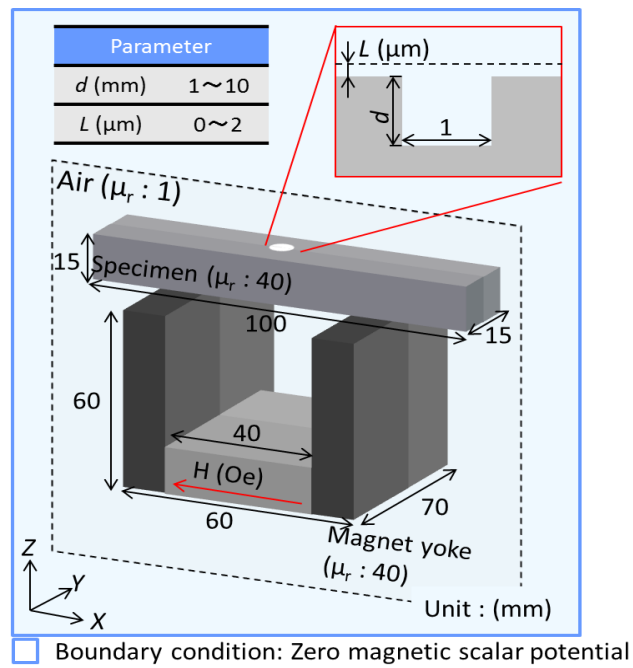 Parameter
d (mm) 1～10
L (μm) 0～2
L (μm)
d
1
Air (μr : 1)
15
Specimen (μr : 40)
100
15
60
40
H (Oe)
60
70
Magnet yoke
(μr : 40)
Z
Y
X
Unit : (mm)
Boundary condition: Zero magnetic scalar potential